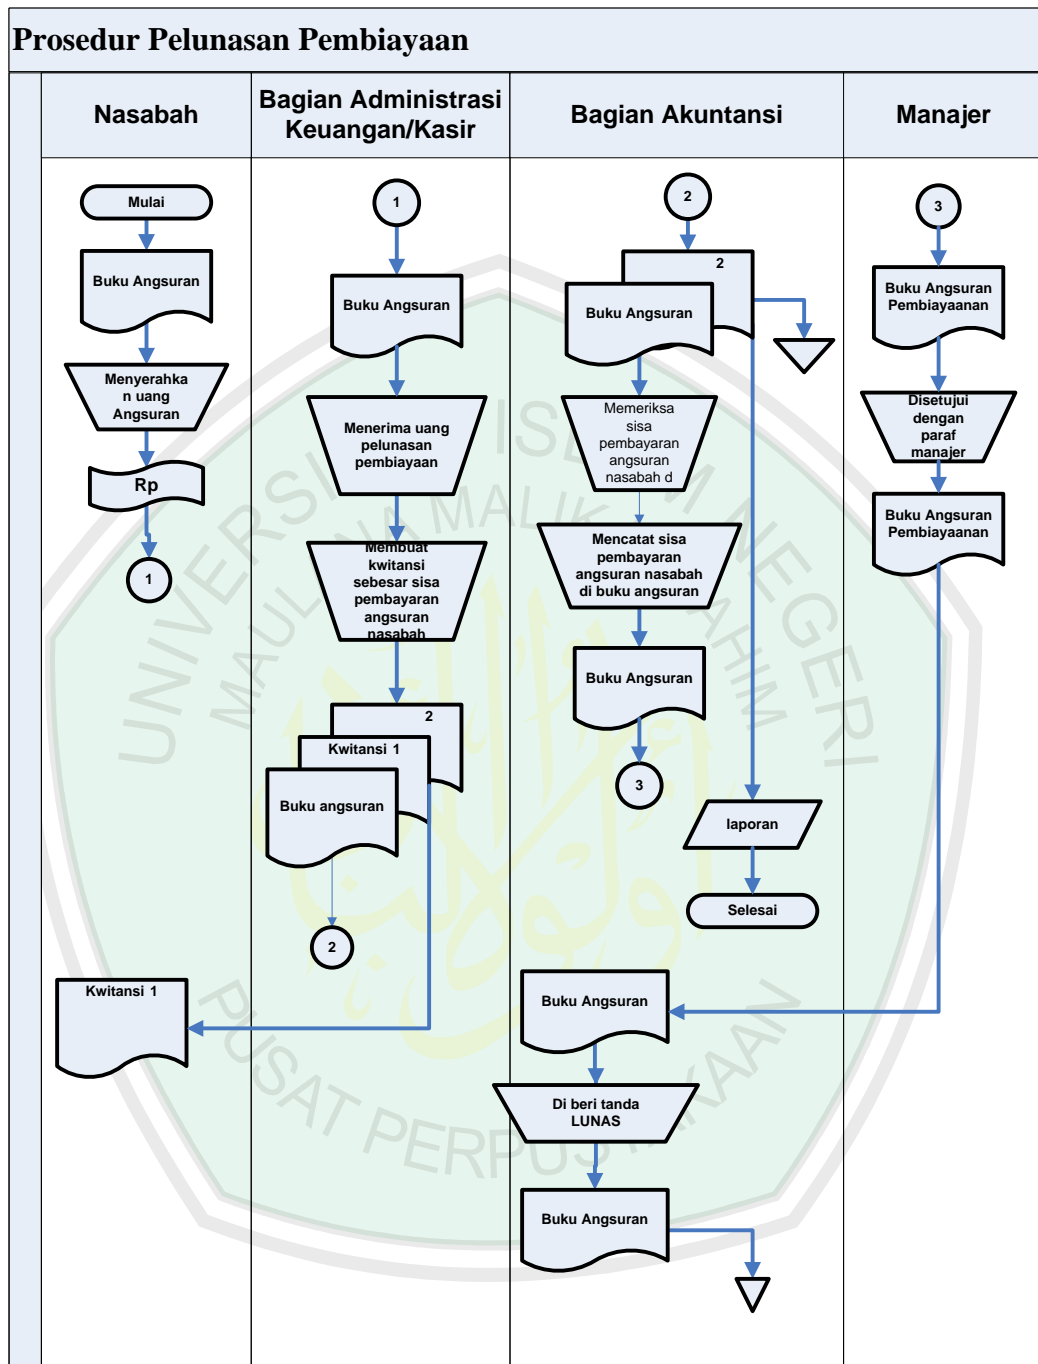 Prosedur Pelunasan Pembiayaan
Nasabah
Bagian Administrasi
Keuangan/Kasir
Bagian Akuntansi
Manajer
Mulai
Buku Angsuran
Menyerahka
n uang
Angsuran
Rp
1
Kwitansi 1
1
Buku Angsuran
Menerima uang
pelunasan
pembiayaan
Membuat
kwitansi
sebesar sisa
pembayaran
angsuran
nasabah
2
Kwitansi 1
Buku angsuran
2
2
2
Buku Angsuran
Memeriksa
sisa
pembayaran
angsuran
nasabah d
Mencatat sisa
pembayaran
angsuran nasabah
di buku angsuran
Buku Angsuran
3
laporan
Selesai
Buku Angsuran
Di beri tanda
LUNAS
Buku Angsuran
3
Buku Angsuran
Pembiayaanan
Disetujui
dengan
paraf
manajer
Buku Angsuran
Pembiayaanan
PUSAT PERPUSTAKAAN